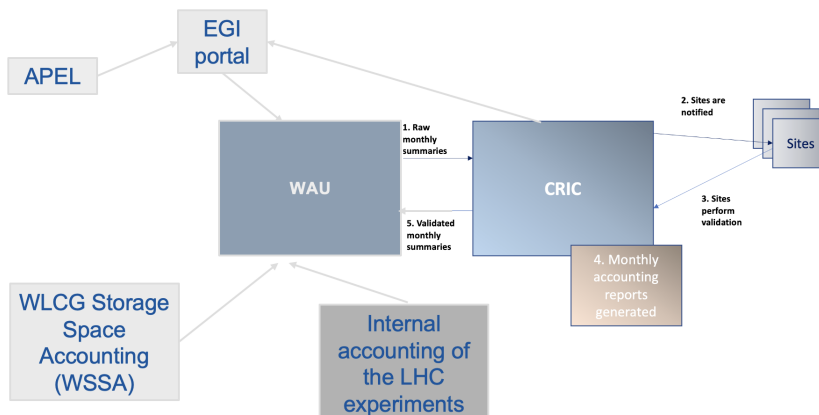 EGI
portal
APEL
WAU
1. Raw
monthly
summaries
5. Validated
monthly
summaries
CRIC
2. Sites are
notified
Sites
3. Sites
perform
validation
4. Monthly
accounting
reports
generated
WLCG Storage
Space
Accounting
(WSSA)
Internal
accounting of
the LHC
experiments